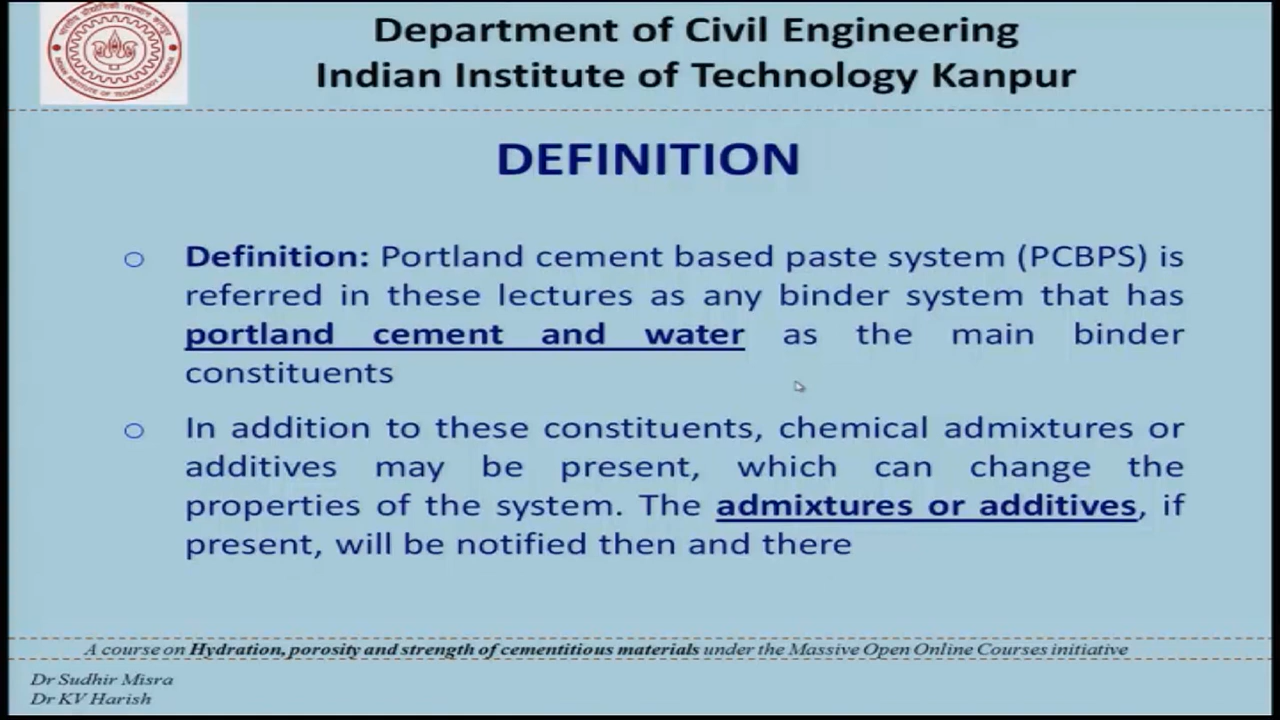 Department of Civil Engineering
Indian Institute of Technology Kanpur
DEFINITION
Definition: Portland cement based paste system (PCBPS) is
referred in these lectures as any binder system that has
portland cement and water as the main binder
constituents
In addition to these constituents, chemical admixtures or
additives may be present, which can change the
properties of the system. The admixtures or additives, if
present, will be notified then and there
A course on Hydration, porosity and strength of cementitious materials under the Massive Open Online Courses initiative
Dr Sudhir Misra
Dr KV Harish